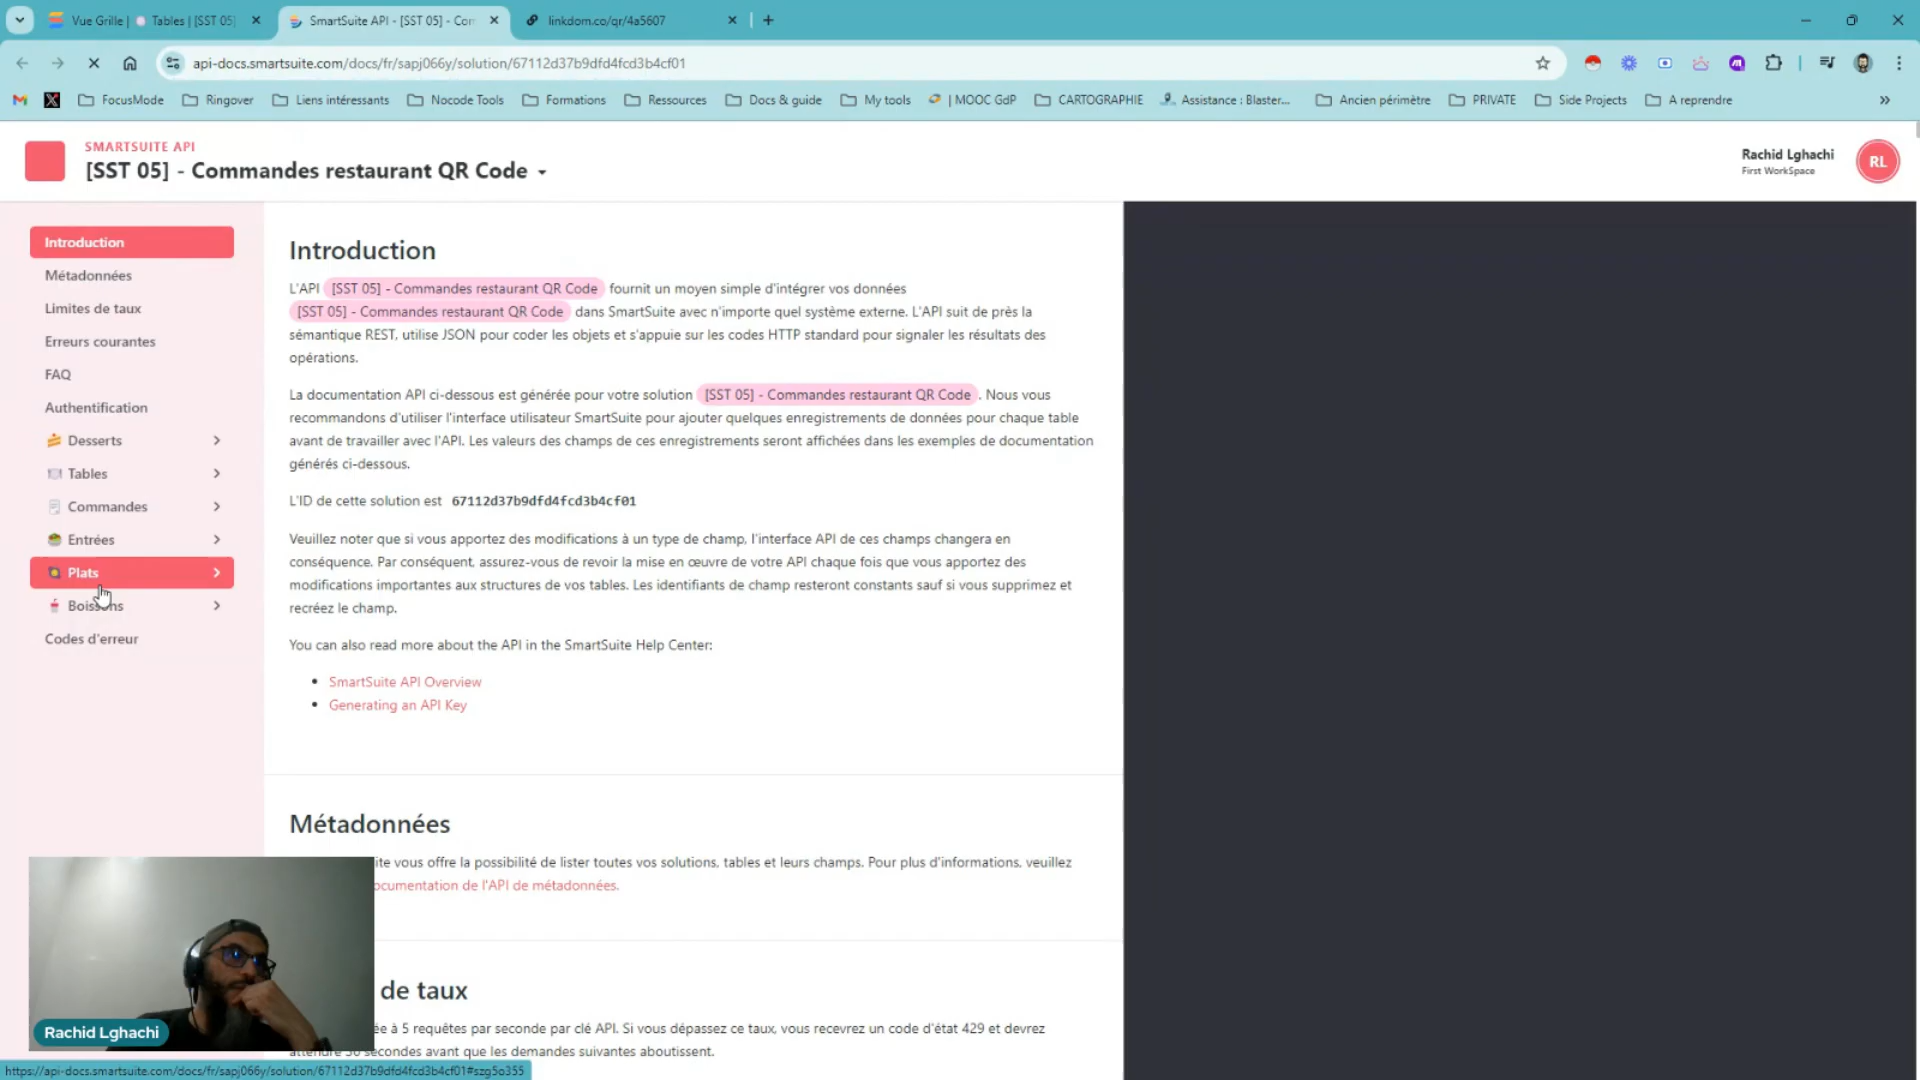 Vue Grille | Tables | [SST 05]
SmartSuite API - [SST 05] - Con
linkdom.co/qr/4a5607
api-docs.smartsuite.com/docs/fr/sapj066y/solution/67112d37b9dfd4fcd3b4cf01
FocusMode
Ringover
Liens intéressants
Nocode Tools
Formations
Ressources
Docs & guide
My tools
| MOOC GdP
CARTOGRAPHIE
Assistance : Blaster...
Ancien périmètre
PRIVATE
Side Projects
A reprendre
SMARTSUITE API
[SST 05] - Commandes restaurant QR Code
Rachid Lghachi
First WorkSpace
RL
Introduction
Métadonnées
Limites de taux
Erreurs courantes
FAQ
Authentification
Desserts
Tables
Commandes
Entrées
Plats
Boissons
Codes d'erreur
Introduction
L'API [SST 05] - Commandes restaurant QR Code fournit un moyen simple d'intégrer vos données
[SST 05] - Commandes restaurant QR Code dans SmartSuite avec n'importe quel système externe. L'API suit de près la
sémantique REST, utilise JSON pour coder les objets et s'appuie sur les codes HTTP standard pour signaler les résultats des
opérations.
La documentation API ci-dessous est générée pour votre solution [SST 05] - Commandes restaurant QR Code . Nous vous
recommandons d'utiliser l'interface utilisateur SmartSuite pour ajouter quelques enregistrements de données pour chaque table
avant de travailler avec l'API. Les valeurs des champs de ces enregistrements seront affichées dans les exemples de documentation
générés ci-dessous.
L'ID de cette solution est 67112d37b9dfd4fcd3b4cf01
Veuillez noter que si vous apportez des modifications à un type de champ, l'interface API de ces champs changera en
conséquence. Par conséquent, assurez-vous de revoir la mise en œuvre de votre API chaque fois que vous apportez des
modifications importantes aux structures de vos tables. Les identifiants de champ resteront constants sauf si vous supprimez et
recréez le champ.
You can also read more about the API in the SmartSuite Help Center:
SmartSuite API Overview
Generating an API Key
Métadonnées
ite vous offre la possibilité de lister toutes vos solutions, tables et leurs champs. Pour plus d'informations, veuillez
ocumentation de l'API de métadonnées.
de taux
ée à 5 requêtes par seconde par clé API. Si vous dépassez ce taux, vous recevrez un code d'état 429 et devrez
attendre 30 secondes avant que les demandes suivantes aboutissent.
Rachid Lghachi
https://api-docs.smartsuite.com/docs/fr/sapj066y/solution/67112d37b9dfd4fcd3b4cf01#szg5o355